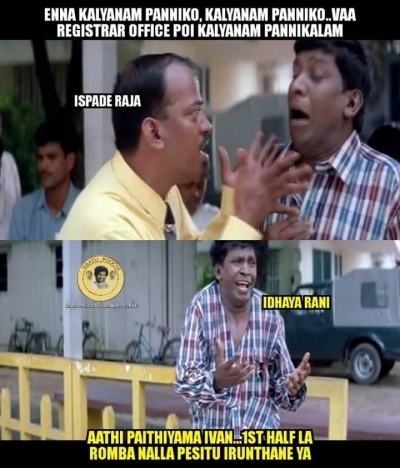 ENNA KALYANAM PANNIKO, KALYANAM PANNIKO..VAA
REGISTRAR OFFICE POI KALYANAM PANNIKALAM
ISPADE RAJA
IDHAYA RANI
AATHI PAITHIYAMA IVAN...1ST HALF LA
ROMBA NALLA PESITU IRUNTHANE YA